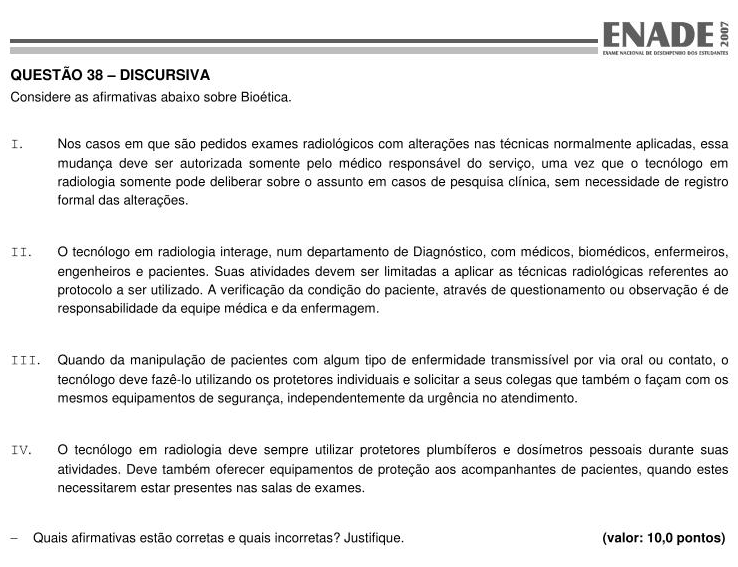 ENADE 2007
EXAME NACIONAL DE DESEMPENHO DOS ESTUDANTES
QUESTÃO 38 – DISCURSIVA
Considere as afirmativas abaixo sobre Bioética.
I. Nos casos em que são pedidos exames radiológicos com alterações nas técnicas normalmente aplicadas, essa
mudança deve ser autorizada somente pelo médico responsável do serviço, uma vez que o tecnólogo em
radiologia somente pode deliberar sobre o assunto em casos de pesquisa clínica, sem necessidade de registro
formal das alterações.
II. O tecnólogo em radiologia interage, num departamento de Diagnóstico, com médicos, biomédicos, enfermeiros,
engenheiros e pacientes. Suas atividades devem ser limitadas a aplicar as técnicas radiológicas referentes ao
protocolo a ser utilizado. A verificação da condição do paciente, através de questionamento ou observação é de
responsabilidade da equipe médica e da enfermagem.
III. Quando da manipulação de pacientes com algum tipo de enfermidade transmissível por via oral ou contato, o
tecnólogo deve fazê-lo utilizando os protetores individuais e solicitar a seus colegas que também o façam com os
mesmos equipamentos de segurança, independentemente da urgência no atendimento.
IV. O tecnólogo em radiologia deve sempre utilizar protetores plumbíferos e dosímetros pessoais durante suas
atividades. Deve também oferecer equipamentos de proteção aos acompanhantes de pacientes, quando estes
necessitarem estar presentes nas salas de exames.
– Quais afirmativas estão corretas e quais incorretas? Justifique. (valor: 10,0 pontos)